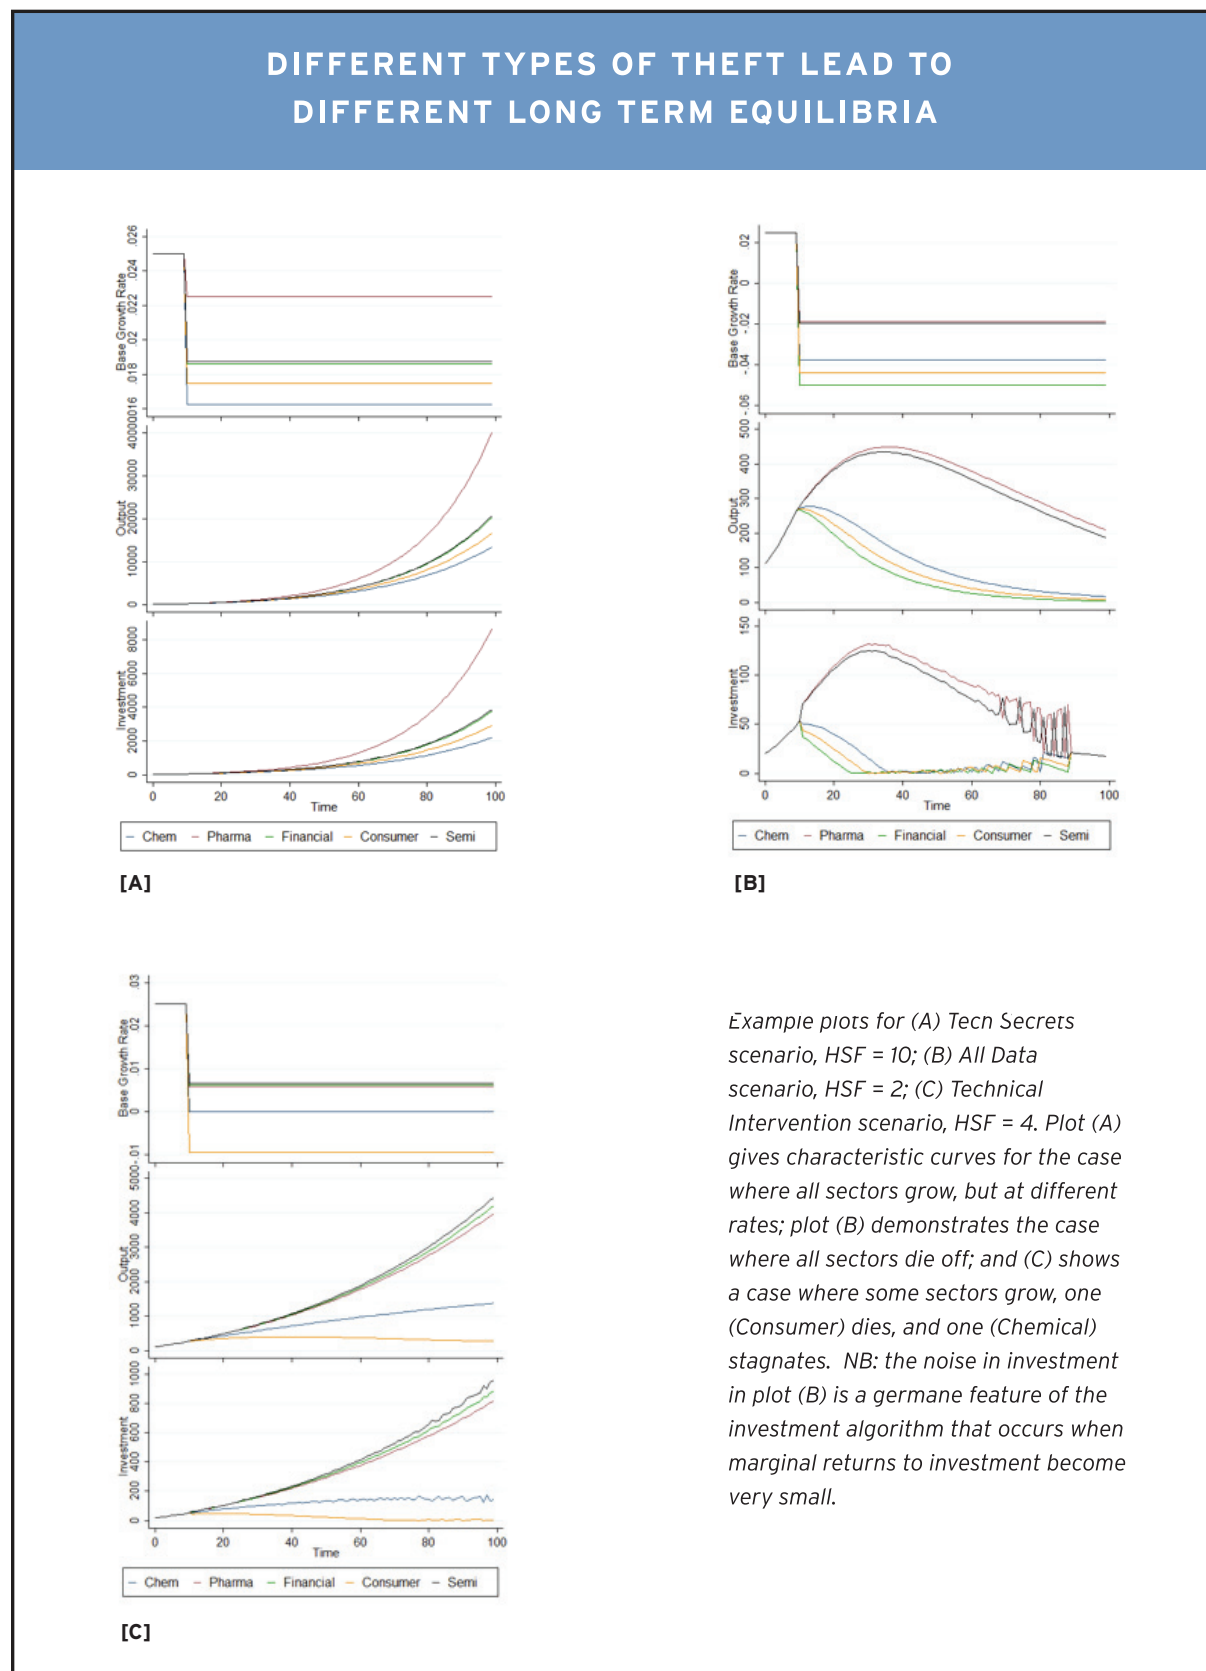 DIFFERENT TYPES OF THEFT LEAD TO
DIFFERENT LONG TERM EQUILIBRIA
Base Growth Rate
.026
.024
.022
.02
.018
.016
Output
40000
30000
20000
10000
0
Investment
8000
6000
4000
2000
0
0 20 40 60 80 100
Time
Chem Pharma Financial Consumer Semi
[A]
Base Growth Rate
.02
0
-.02
-.04
-.06
Output
500
400
300
200
100
0
Investment
150
100
50
0
0 20 40 60 80 100
Time
Chem Pharma Financial Consumer Semi
[B]
Base Growth Rate
.03
.02
.01
0
-.01
Output
5000
4000
3000
2000
1000
0
Investment
1000
800
600
400
200
0
0 20 40 60 80 100
Time
Chem Pharma Financial Consumer Semi
[C]
Example plots for (A) Tech Secrets
scenario, HSF = 10; (B) All Data
scenario, HSF = 2; (C) Technical
Intervention scenario, HSF = 4. Plot (A)
gives characteristic curves for the case
where all sectors grow, but at different
rates; plot (B) demonstrates the case
where all sectors die off; and (C) shows
a case where some sectors grow, one
(Consumer) dies, and one (Chemical)
stagnates. NB: the noise in investment
in plot (B) is a germane feature of the
investment algorithm that occurs when
marginal returns to investment become
very small.